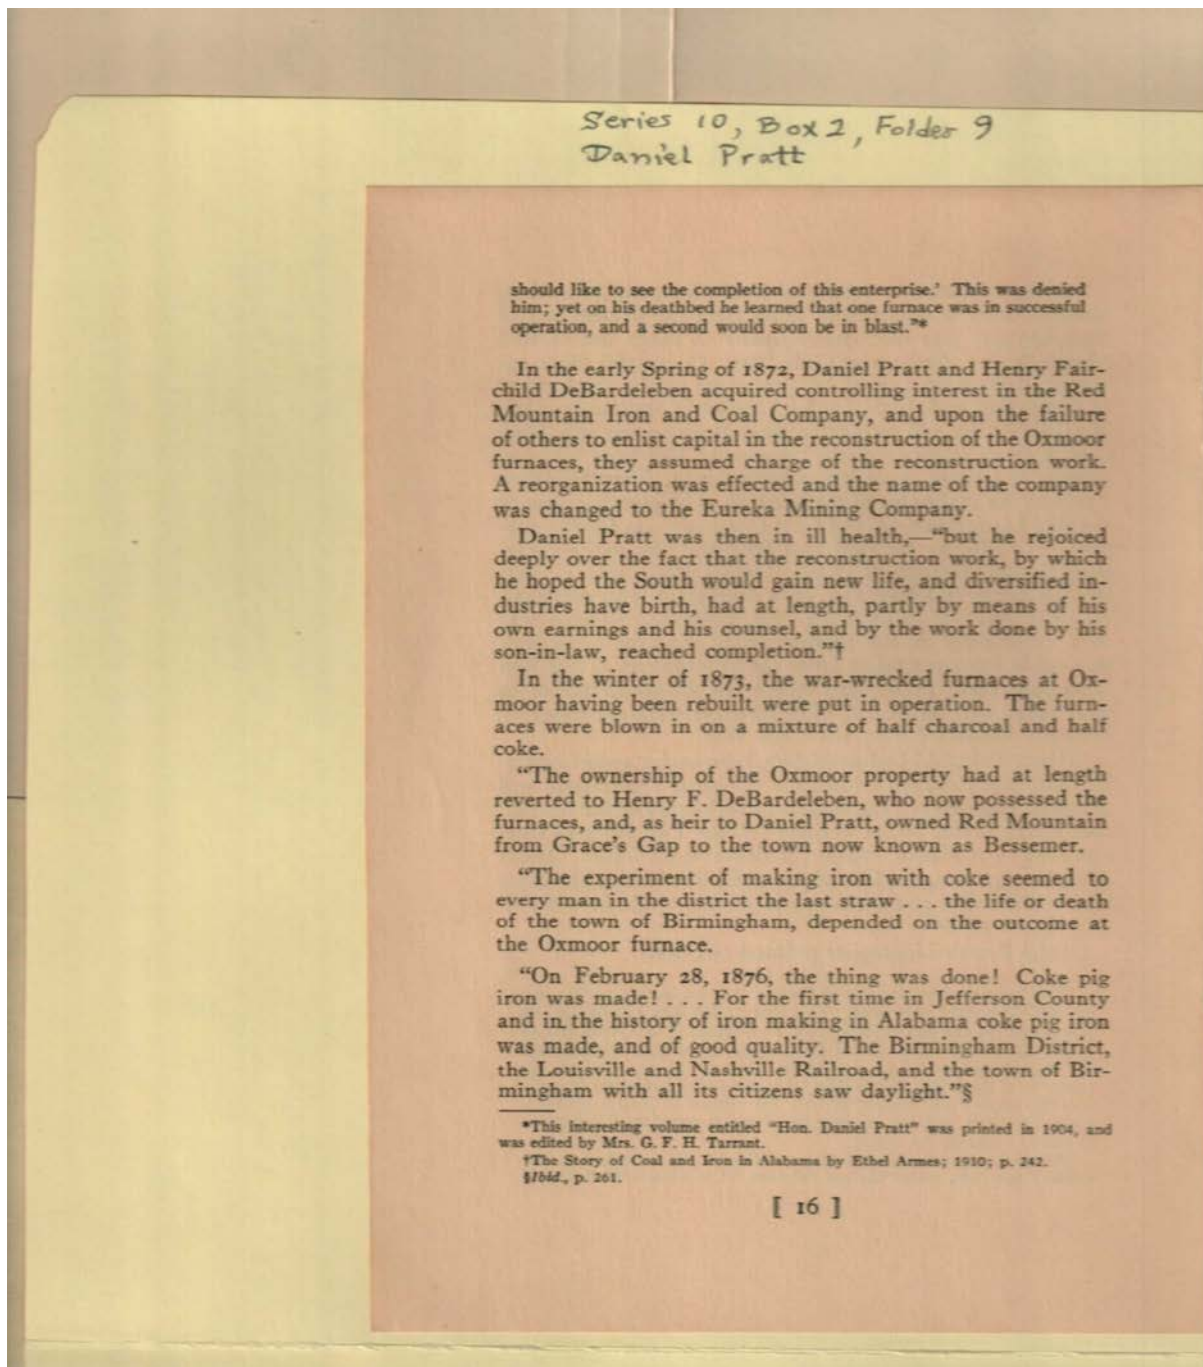 Series 10, Box 2, Folder 9
Daniel Pratt
should like to see the completion of this enterprise.' This was denied
him; yet on his deathbed he learned that one furnace was in successful
operation, and a second would soon be in blast."*
In the early Spring of 1872, Daniel Pratt and Henry Fair-
child DeBardeleben acquired controlling interest in the Red
Mountain Iron and Coal Company, and upon the failure
of others to enlist capital in the reconstruction of the Oxmoor
furnaces, they assumed charge of the reconstruction work.
A reorganization was effected and the name of the company
was changed to the Eureka Mining Company.
Daniel Pratt was then in ill health,—"but he rejoiced
deeply over the fact that the reconstruction work, by which
he hoped the South would gain new life, and diversified in-
dustries have birth, had at length, partly by means of his
own earnings and his counsel, and by the work done by his
son-in-law, reached completion."†
In the winter of 1873, the war-wrecked furnaces at Ox-
moor having been rebuilt were put in operation. The furn-
aces were blown in on a mixture of half charcoal and half
coke.
"The ownership of the Oxmoor property had at length
reverted to Henry F. DeBardeleben, who now possessed the
furnaces, and, as heir to Daniel Pratt, owned Red Mountain
from Grace's Gap to the town now known as Bessemer.
"The experiment of making iron with coke seemed to
every man in the district the last straw . . . the life or death
of the town of Birmingham, depended on the outcome at
the Oxmoor furnace.
"On February 28, 1876, the thing was done! Coke pig
iron was made! . . . For the first time in Jefferson County
and in the history of iron making in Alabama coke pig iron
was made, and of good quality. The Birmingham District,
the Louisville and Nashville Railroad, and the town of Bir-
mingham with all its citizens saw daylight."§
*This interesting volume entitled "Hon. Daniel Pratt" was printed in 1904, and
was edited by Mrs. G. F. H. Tarrant.
†The Story of Coal and Iron in Alabama by Ethel Armes; 1910; p. 242.
§Ibid., p. 261.
[ 16 ]